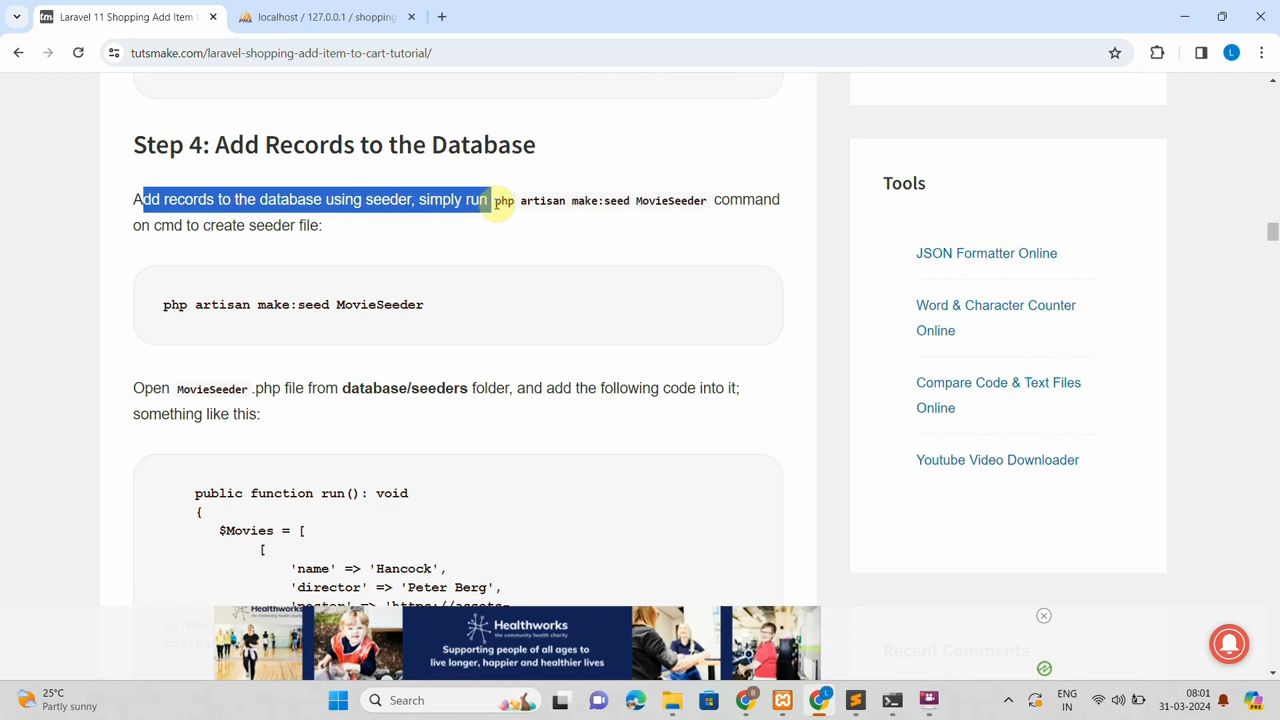 Laravel 11 Shopping Add Item
localhost / 127.0.0.1 / shopping
tutsmake.com/laravel-shopping-add-item-to-cart-tutorial/
L
Step 4: Add Records to the Database
Add records to the database using seeder, simply run php artisan make:seed MovieSeeder command
on cmd to create seeder file:
php artisan make:seed MovieSeeder
Open MovieSeeder .php file from database/seeders folder, and add the following code into it;
something like this:
public function run(): void
{
$Movies = [
[
'name' => 'Hancock',
'director' => 'Peter Berg',
'poster' => 'https://assets-
Tools
JSON Formatter Online
Word & Character Counter
Online
Compare Code & Text Files
Online
Youtube Video Downloader
Recent Comments
Healthworks
Healthworks
the community health charity
Supporting people of all ages to
live longer, happier and healthier lives
25°C
Partly sunny
Search
ENG
IN
08:01
31-03-2024